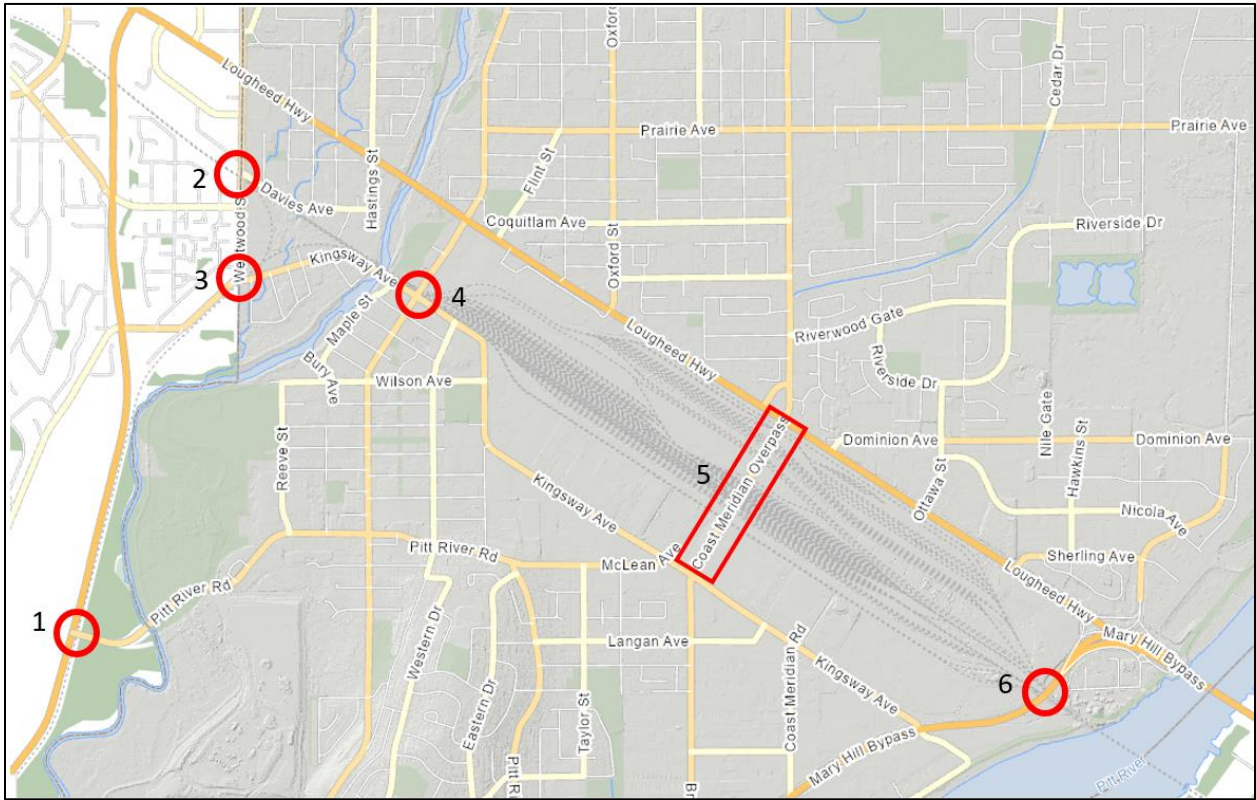 Lougheed Hwy
Oxford
Cedar Dr
Prairie Ave
Prairie Ave
Flint St
Hastings St
2
Davies Ave
Coquitlam Ave
Riverside Dr
Oxford St
Kingsway Ave
3
4
Maple St
Lougheed Hwy
Riverwood Gate
Riverside Dr
Bury Ave
Wilson Ave
Nile Gate
Hawkins St
Dominion Ave
Dominion Ave
Reeve St
5
Coast Meridian Overpass
Ottawa St
Nicola Ave
Kingsway Ave
Pitt River Rd
McLean Ave
Sherling Ave
Pitt River Rd
1
Lougheed Hwy
Langan Ave
Mary Hill Bypass
Western Dr
Eastern Dr
Taylor St
Coast Meridian Rd
Kingsway Ave
6
Mary Hill Bypass
Pitt River